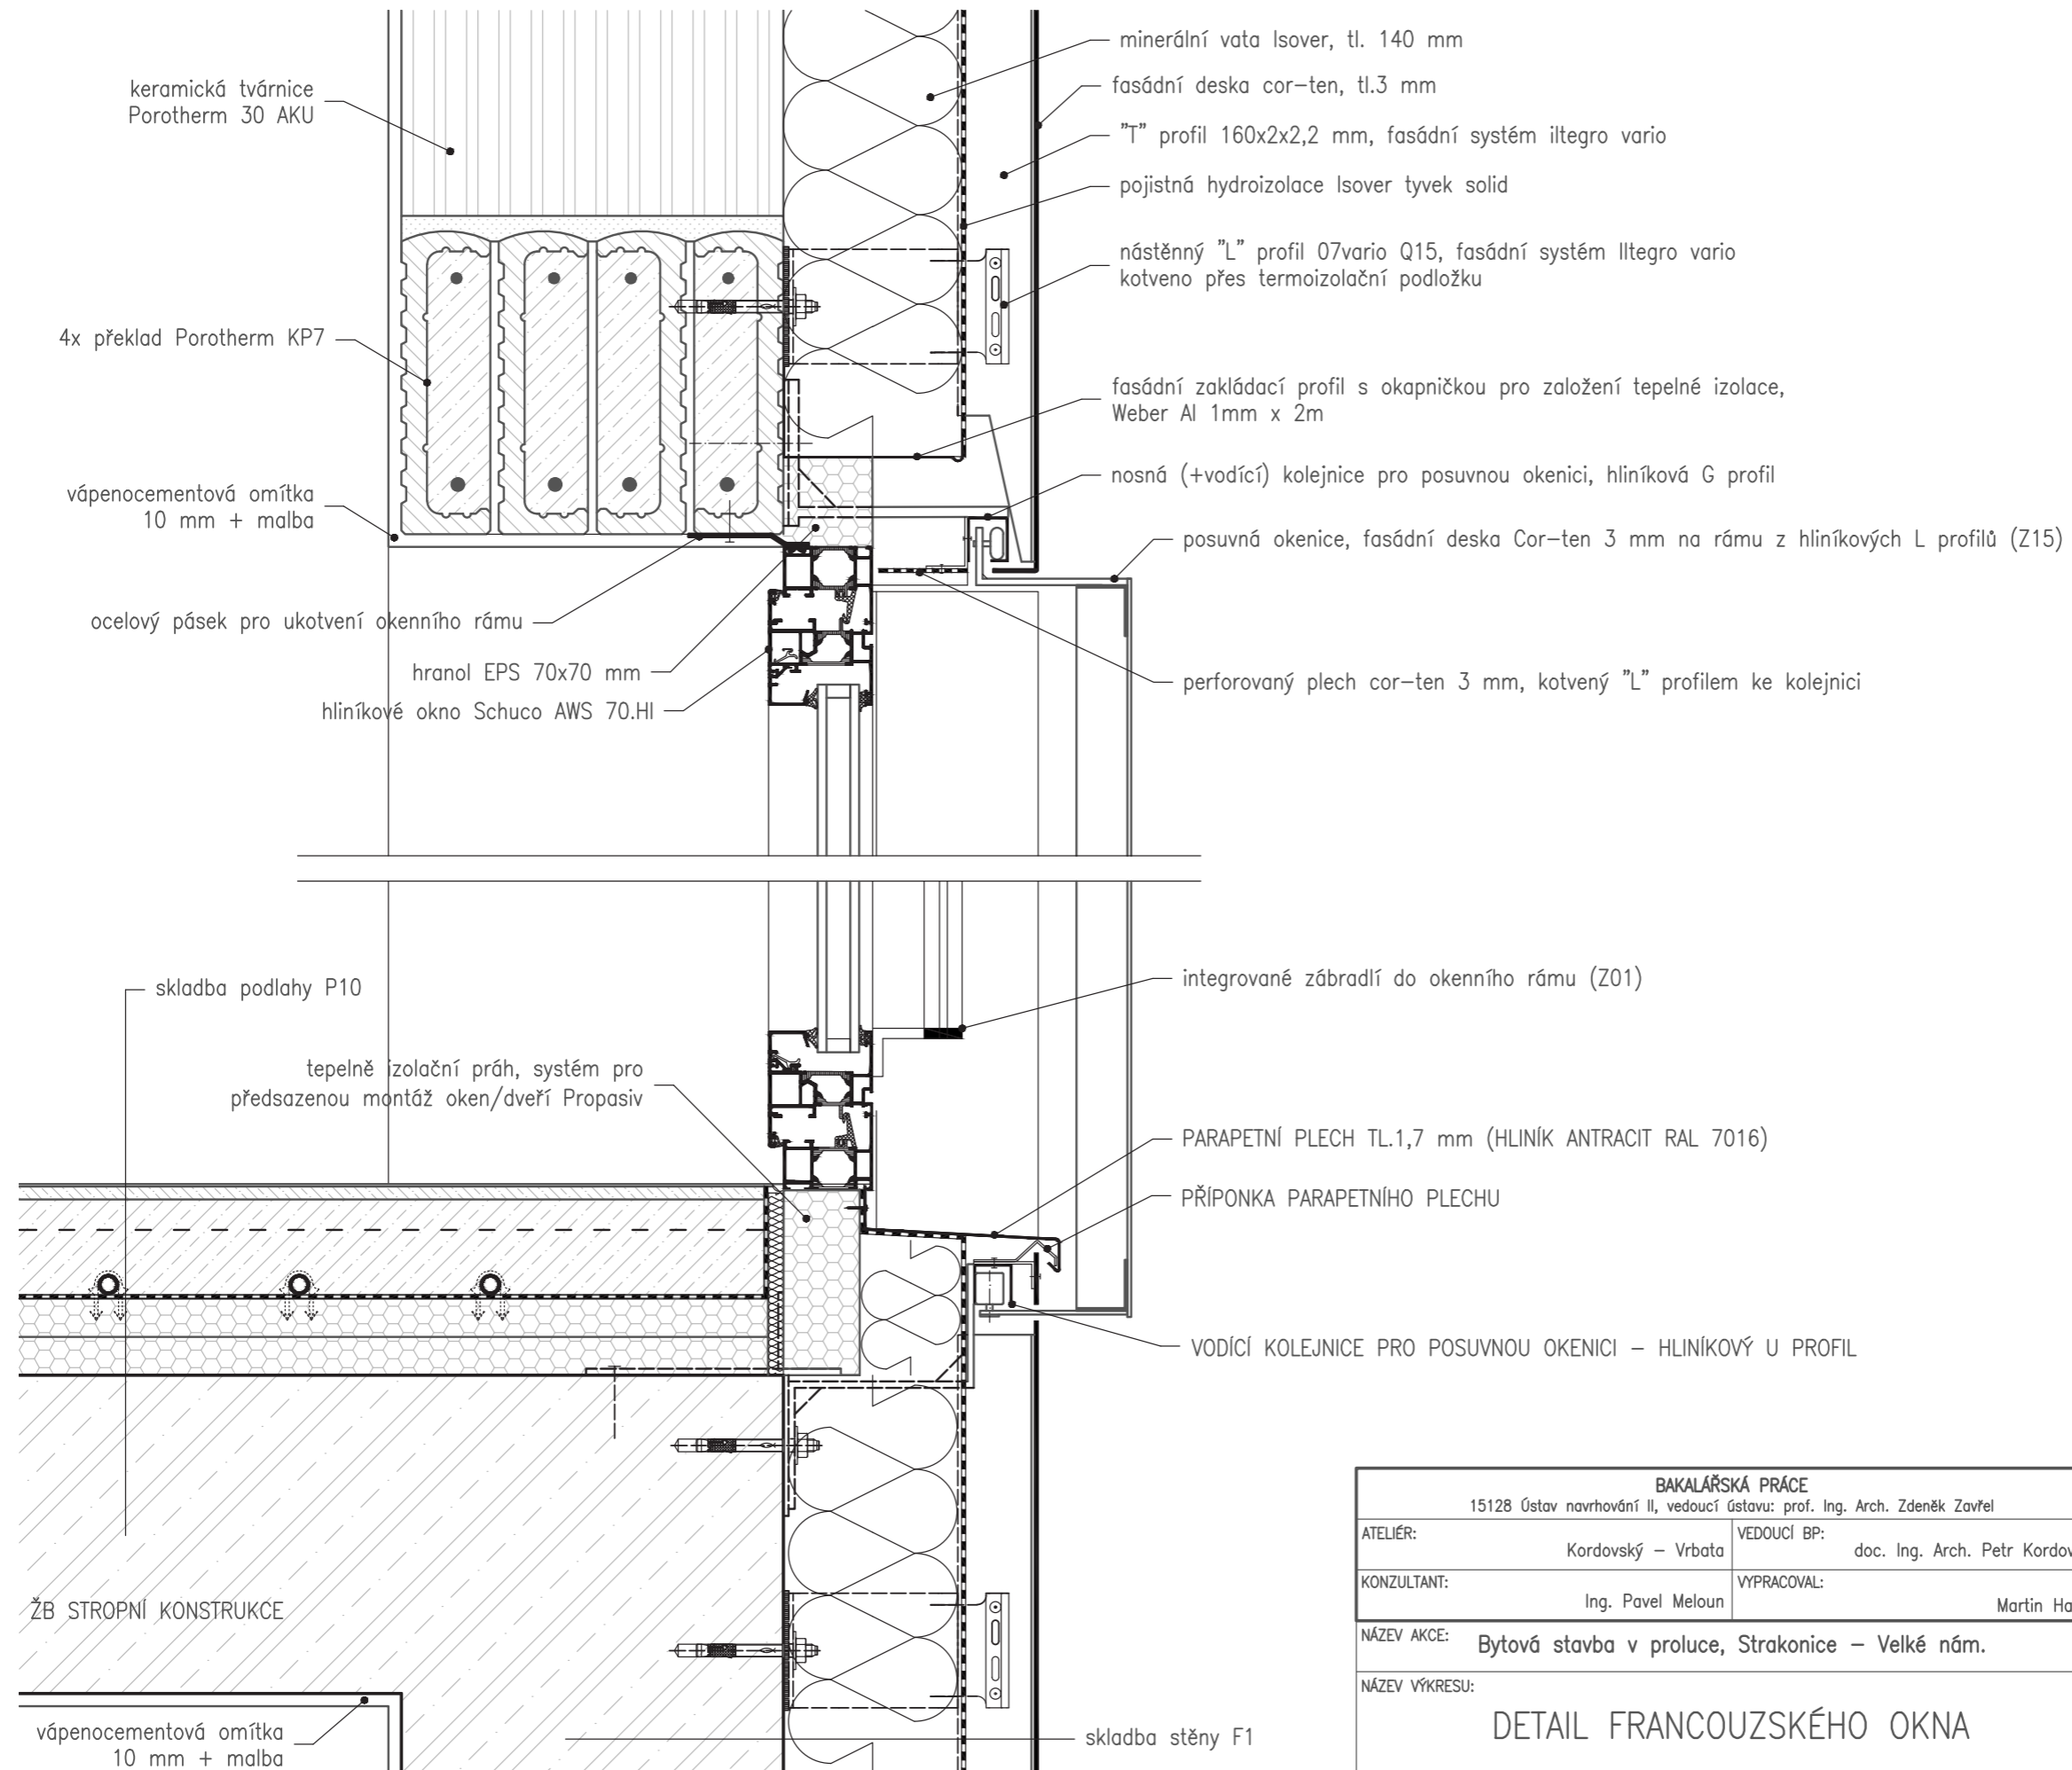 keramická tvárnice
Porotherm 30 AKU
4x překlad Porotherm KP7
vápenocementová omítka
10 mm + malba
ocelový pásek pro ukotvení okenního rámu
hranol EPS 70x70 mm
hliníkové okno Schuco AWS 70.HI
minerální vata Isover, tl. 140 mm
fasádní deska cor-ten, tl.3 mm
"T" profil 160x2x2,2 mm, fasádní systém iltegro vario
pojistná hydroizolace Isover tyvek solid
nástěnný "L" profil 07vario Q15, fasádní systém Iltegro vario
kotveno přes termoizolační podložku
fasádní zakládací profil s okapničkou pro založení tepelné izolace,
Weber Al 1mm x 2m
nosná (+vodící) kolejnice pro posuvnou okenici, hliníková G profil
posuvná okenice, fasádní deska Cor-ten 3 mm na rámu z hliníkových L profilů (Z15)
perforovaný plech cor-ten 3 mm, kotvený "L" profilem ke kolejnici
skladba podlahy P10
tepelně izolační práh, systém pro
předsazenou montáž oken/dveří Propasiv
integrované zábradlí do okenního rámu (Z01)
PARAPETNÍ PLECH TL.1,7 mm (HLINÍK ANTRACIT RAL 7016)
PŘÍPONKA PARAPETNÍHO PLECHU
VODÍCÍ KOLEJNICE PRO POSUVNOU OKENICI – HLINÍKOVÝ U PROFIL
ŽB STROPNÍ KONSTRUKCE
vápenocementová omítka
10 mm + malba
skladba stěny F1
BAKALÁŘSKÁ PRÁCE
15128 Ústav navrhování II, vedoucí ústavu: prof. Ing. Arch. Zdeněk Zavřel
ATELIÉR:
Kordovský – Vrbata
VEDOUCÍ BP:
doc. Ing. Arch. Petr Kordov
KONZULTANT:
Ing. Pavel Meloun
VYPRACOVAL:
Martin Ha
NÁZEV AKCE: Bytová stavba v proluce, Strakonice – Velké nám.
NÁZEV VÝKRESU:
DETAIL FRANCOUZSKÉHO OKNA